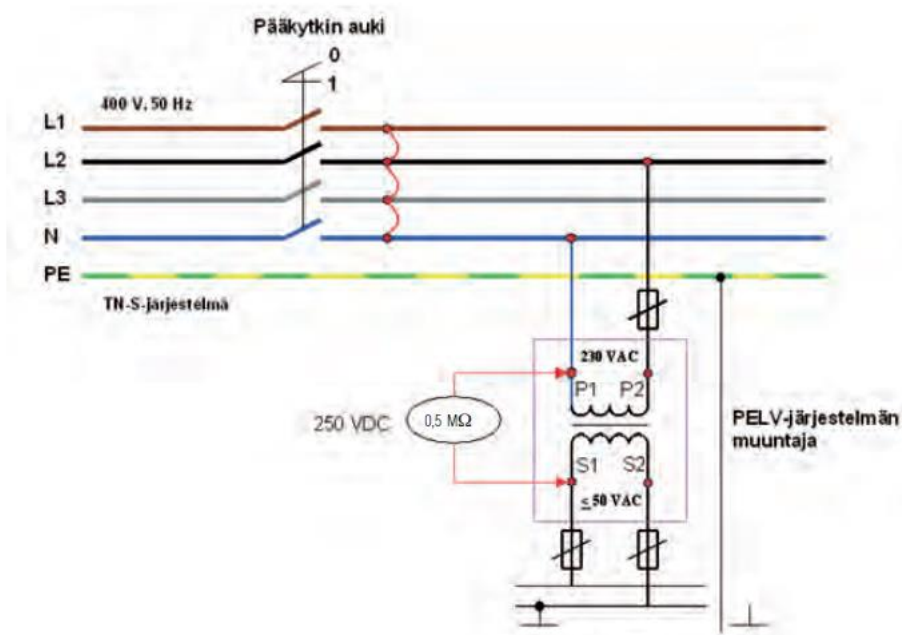 Pääkytkin auki
0
1
400 V, 50 Hz
L1
L2
L3
N
PE
TN-S-järjestelmä
230 VAC
P1 P2
250 VDC
0,5 MΩ
PELV-järjestelmän
muuntaja
S1 S2
≤ 50 VAC